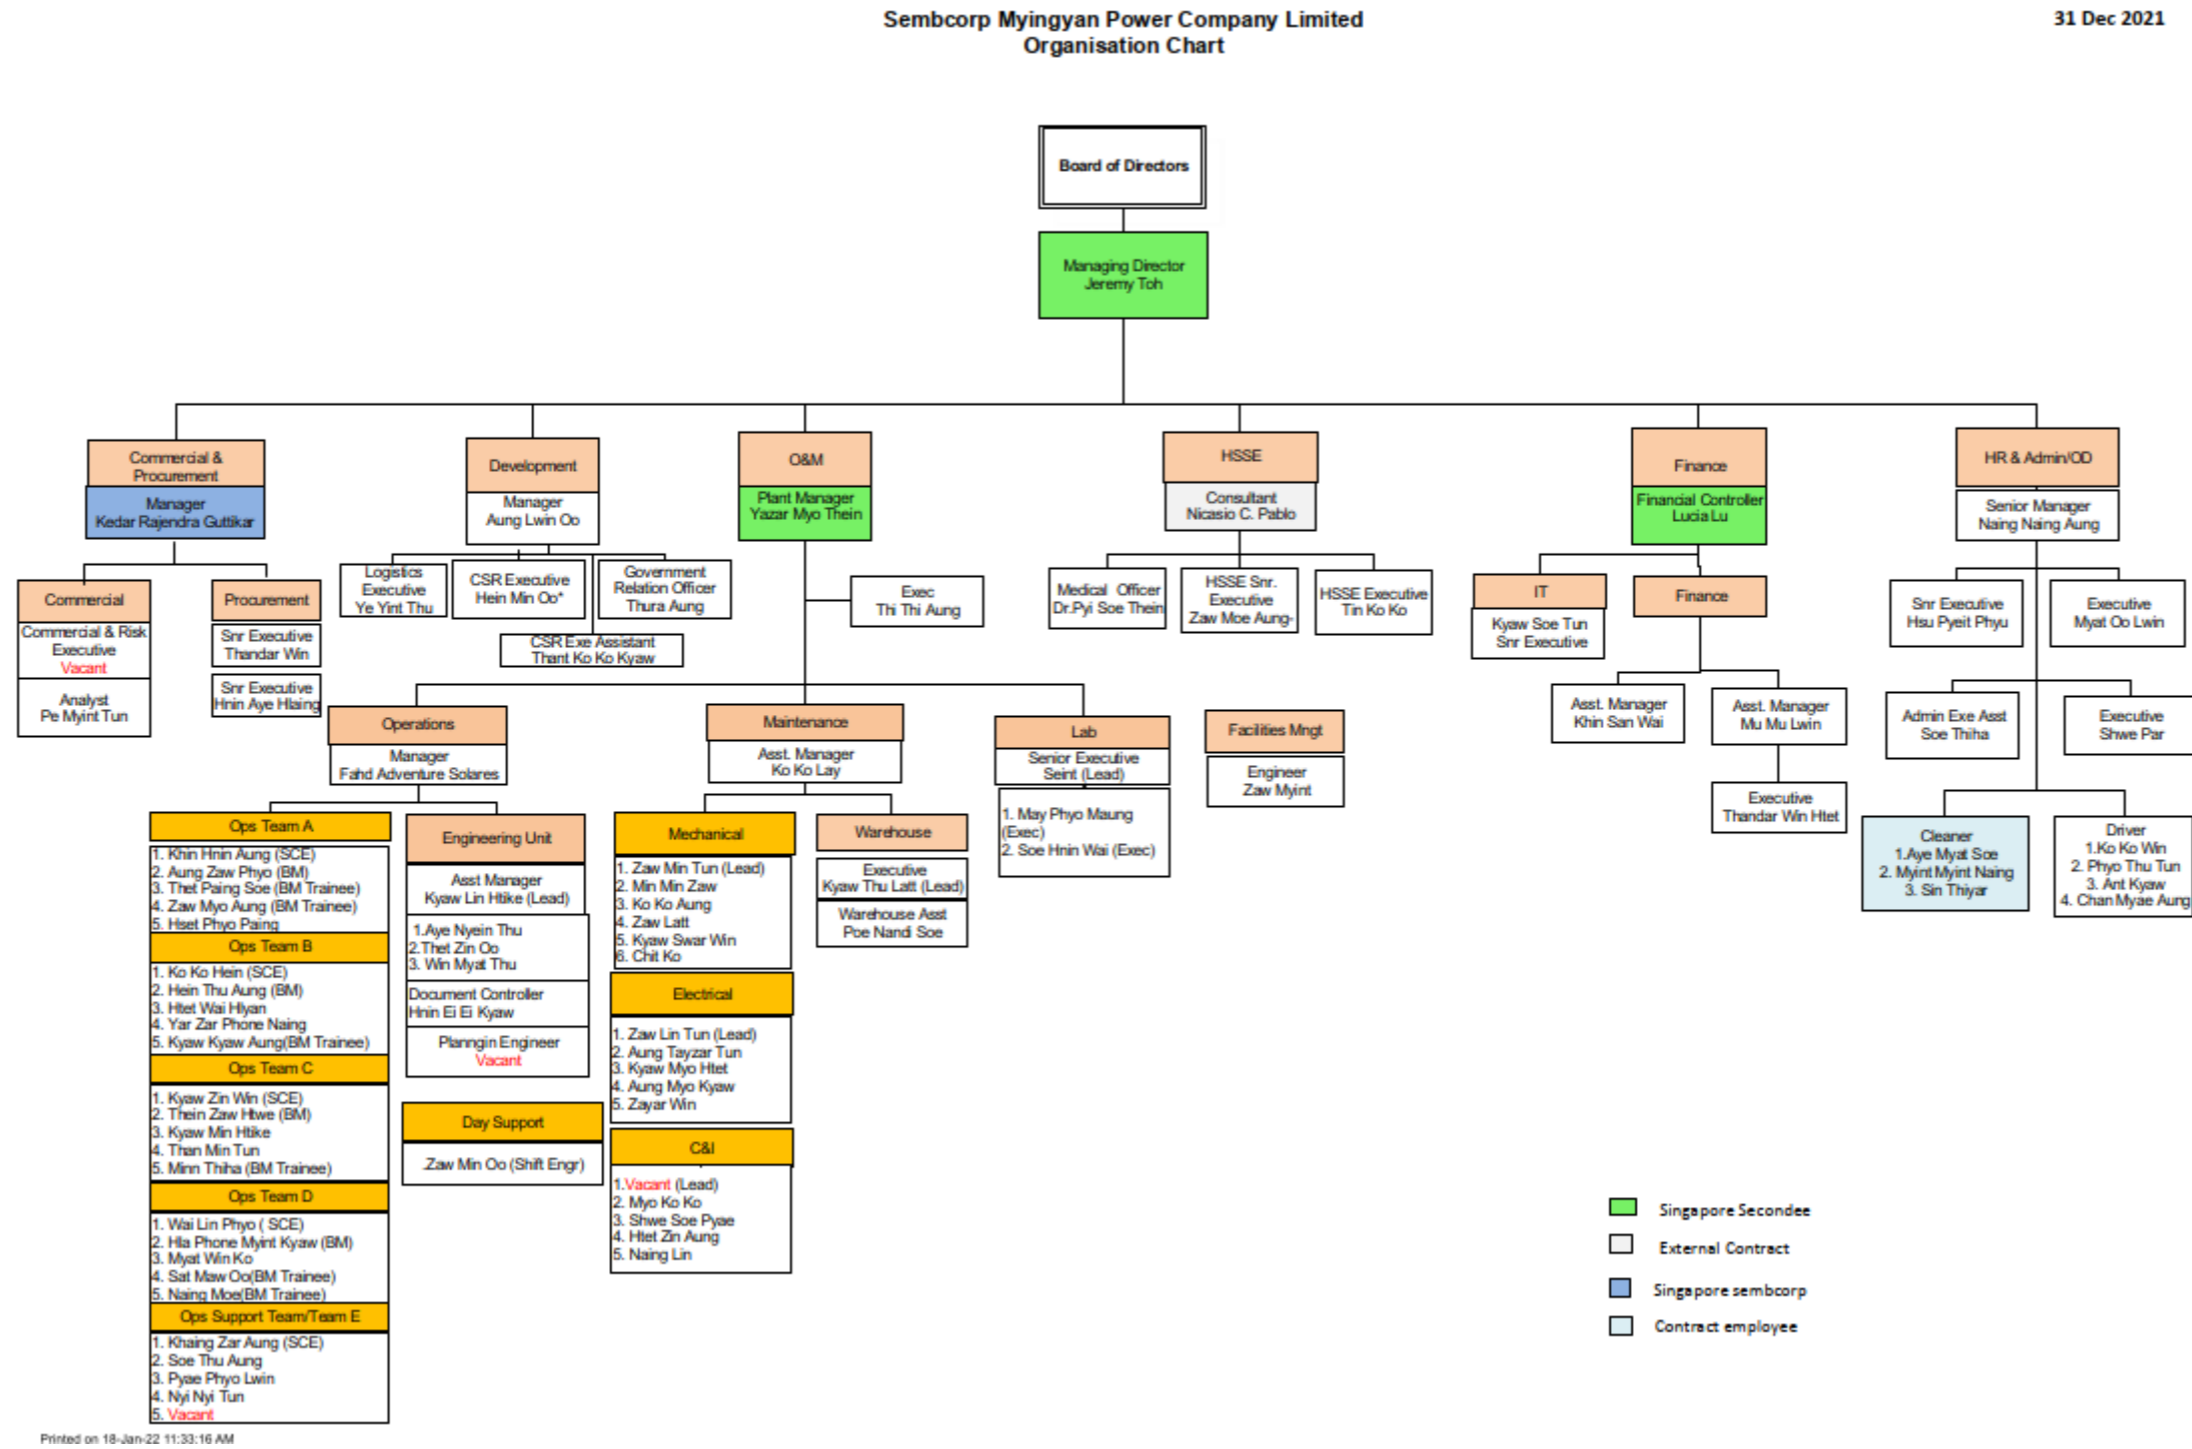 Sembcorp Myingyan Power Company Limited
Organisation Chart
31 Dec 2021
Board of Directors
Managing Director
Jeremy Toh
Commercial &
Procurement
Manager
Kedar Rajendra Guttikar
Development
Manager
Aung Lwin Oo
O&M
Plant Manager
Yazar Myo Thein
HSSE
Consultant
Nicasio C. Pablo
Finance
Financial Controller
Lucia Lu
HR & Admin/OD
Senior Manager
Naing Naing Aung
Commercial
Commercial & Risk
Executive
Vacant
Analyst
Pe Myint Tun
Procurement
Snr Executive
Thandar Win
Snr Executive
Hnin Aye Hlaing
Logistics
Executive
Ye Yint Thu
CSR Executive
Hein Min Oo*
Government
Relation Officer
Thura Aung
CSR Exe Assistant
Thant Ko Ko Kyaw
Exec
Thi Thi Aung
Medical Officer
Dr.Pyi Soe Thein
HSSE Snr.
Executive
Zaw Moe Aung-
HSSE Executive
Tin Ko Ko
IT
Kyaw Soe Tun
Snr Executive
Finance
Asst. Manager
Khin San Wai
Asst. Manager
Mu Mu Lwin
Executive
Thandar Win Htet
Snr Executive
Hsu Pyeit Phyu
Executive
Myat Oo Lwin
Admin Exe Asst
Soe Thiha
Executive
Shwe Par
Cleaner
1.Aye Myat Soe
2. Myint Myint Naing
3. Sin Thiyar
Driver
1.Ko Ko Win
2. Phyo Thu Tun
3. Ant Kyaw
4. Chan Myae Aung
Operations
Manager
Fahd Adventure Solares
Maintenance
Asst. Manager
Ko Ko Lay
Lab
Senior Executive
Seint (Lead)
1. May Phyo Maung
(Exec)
2. Soe Hnin Wai (Exec)
Facilities Mngt
Engineer
Zaw Myint
Ops Team A
1. Khin Hnin Aung (SCE)
2. Aung Zaw Phyo (BM)
3. Thet Paing Soe (BM Trainee)
4. Zaw Myo Aung (BM Trainee)
5. Hset Phyo Paing
Ops Team B
1. Ko Ko Hein (SCE)
2. Hein Thu Aung (BM)
3. Htet Wai Hlyan
4. Yar Zar Phone Naing
5. Kyaw Kyaw Aung(BM Trainee)
Ops Team C
1. Kyaw Zin Win (SCE)
2. Thein Zaw Htwe (BM)
3. Kyaw Min Htike
4. Than Min Tun
5. Minn Thiha (BM Trainee)
Ops Team D
1. Wai Lin Phyo ( SCE)
2. Hla Phone Myint Kyaw (BM)
3. Myat Win Ko
4. Sat Maw Oo(BM Trainee)
5. Naing Moe(BM Trainee)
Ops Support Team/Team E
1. Khaing Zar Aung (SCE)
2. Soe Thu Aung
3. Pyae Phyo Lwin
4. Nyi Nyi Tun
5. Vacant
Engineering Unit
Asst Manager
Kyaw Lin Htike (Lead)
1.Aye Nyein Thu
2.Thet Zin Oo
3. Win Myat Thu
Document Controller
Hnin Ei Ei Kyaw
Planngin Engineer
Vacant
Day Support
.Zaw Min Oo (Shift Engr)
Mechanical
1. Zaw Min Tun (Lead)
2. Min Min Zaw
3. Ko Ko Aung
4. Zaw Latt
5. Kyaw Swar Win
6. Chit Ko
Electrical
1. Zaw Lin Tun (Lead)
2. Aung Tayzar Tun
3. Kyaw Myo Htet
4. Aung Myo Kyaw
5. Zayar Win
C&I
1.Vacant (Lead)
2. Myo Ko Ko
3. Shwe Soe Pyae
4. Htet Zin Aung
5. Naing Lin
Warehouse
Executive
Kyaw Thu Latt (Lead)
Warehouse Asst
Poe Nandi Soe
Singapore Secondee
External Contract
Singapore sembcorp
Contract employee
Printed on 18-Jan-22 11:33:16 AM